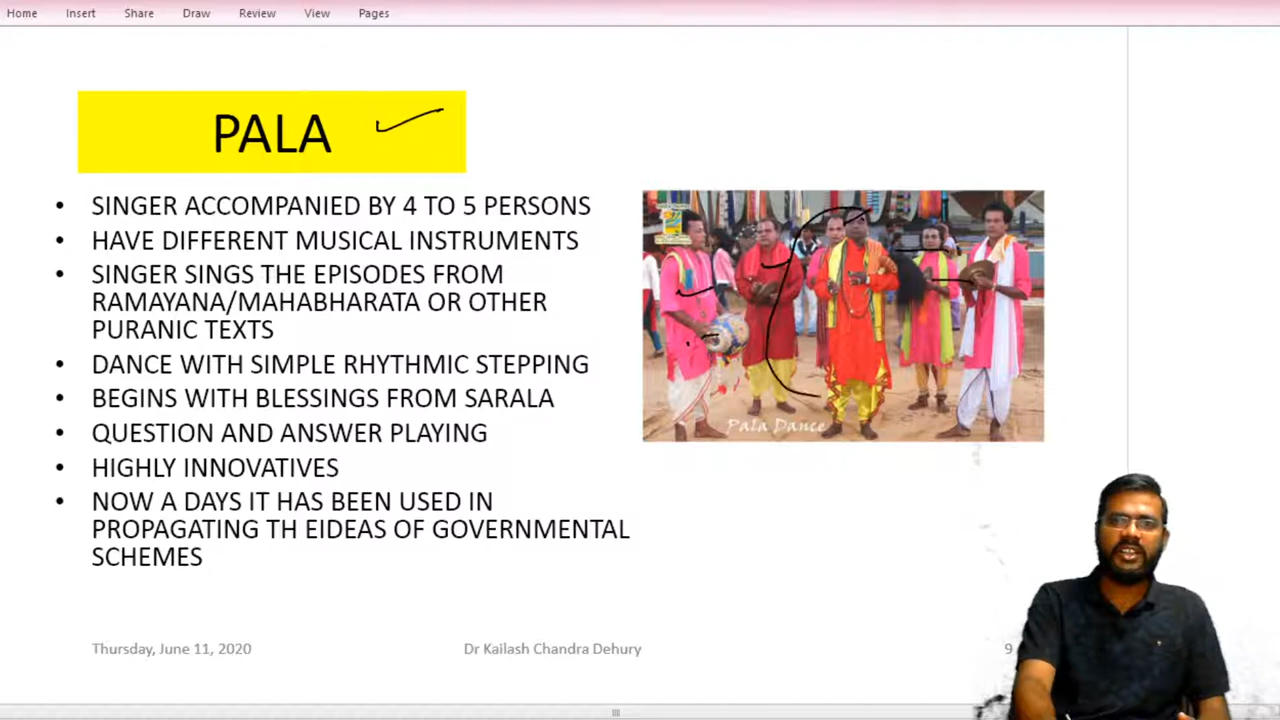 Home Insert Share Draw Review View Pages
PALA
• SINGER ACCOMPANIED BY 4 TO 5 PERSONS
• HAVE DIFFERENT MUSICAL INSTRUMENTS
• SINGER SINGS THE EPISODES FROM
RAMAYANA/MAHABHARATA OR OTHER
PURANIC TEXTS
• DANCE WITH SIMPLE RHYTHMIC STEPPING
• BEGINS WITH BLESSINGS FROM SARALA
• QUESTION AND ANSWER PLAYING
• HIGHLY INNOVATIVES
• NOW A DAYS IT HAS BEEN USED IN
PROPAGATING TH EIDEAS OF GOVERNMENTAL
SCHEMES
Pala Dance
Thursday, June 11, 2020 Dr Kailash Chandra Dehury 9